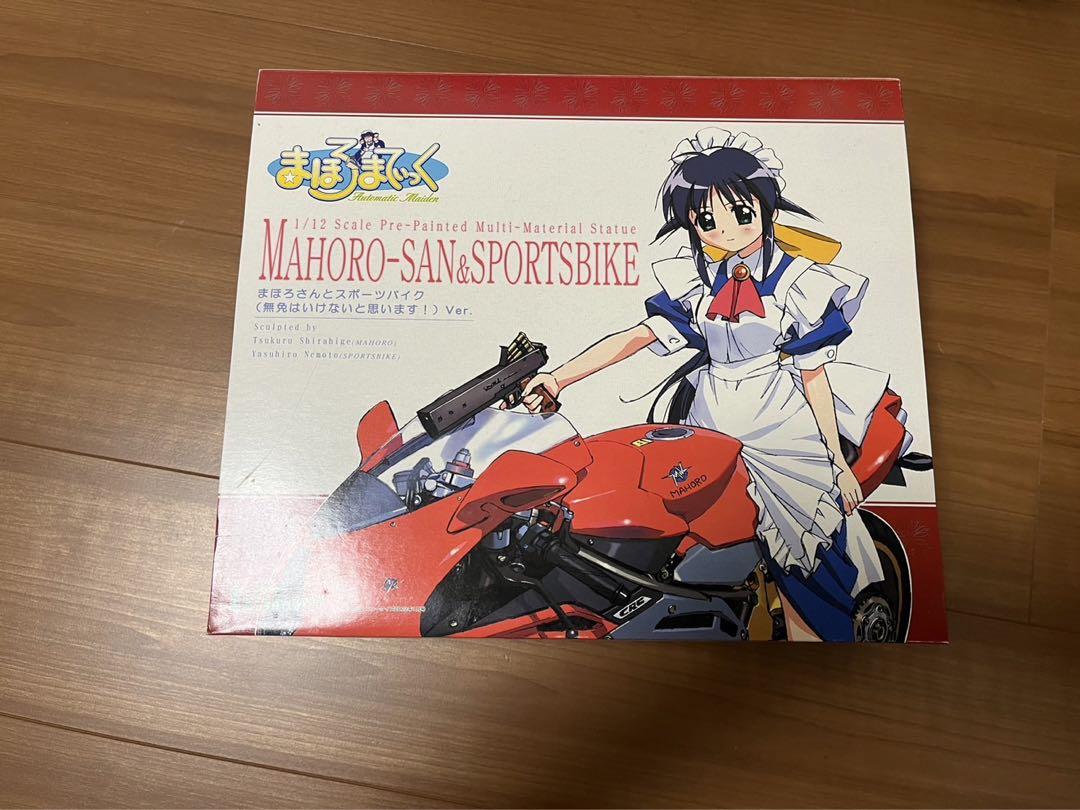 まほろまてぃっく
Automatic Maiden
1/12 Scale Pre-Painted Multi-Material Statue
MAHORO-SAN&SPORTSBIKE
まほろさんとスポーツバイク
(無免はいけないと思います!) Ver.
Sculpted by
Tsukuru Shirahige(MAHORO)
Yasuhiro Nemoto(SPORTSBIKE)
MAHORO
CRC